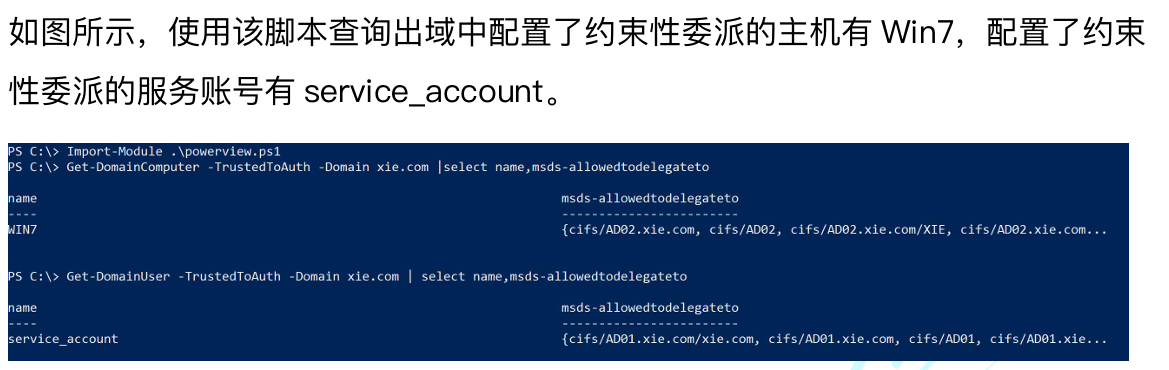 如图所示，使用该脚本查询出域中配置了约束性委派的主机有 Win7，配置了约束
性委派的服务账号有 service_account。
PS C:\> Import-Module .\powerview.ps1
PS C:\> Get-DomainComputer -TrustedToAuth -Domain xie.com |select name,msds-allowedtodelegateto
name msds-allowedtodelegateto
---- ------------------------
WIN7 {cifs/AD02.xie.com, cifs/AD02, cifs/AD02.xie.com/XIE, cifs/AD02.xie.com...
PS C:\> Get-DomainUser -TrustedToAuth -Domain xie.com | select name,msds-allowedtodelegateto
name msds-allowedtodelegateto
---- ------------------------
service_account {cifs/AD01.xie.com/xie.com, cifs/AD01.xie.com, cifs/AD01, cifs/AD01.xie...